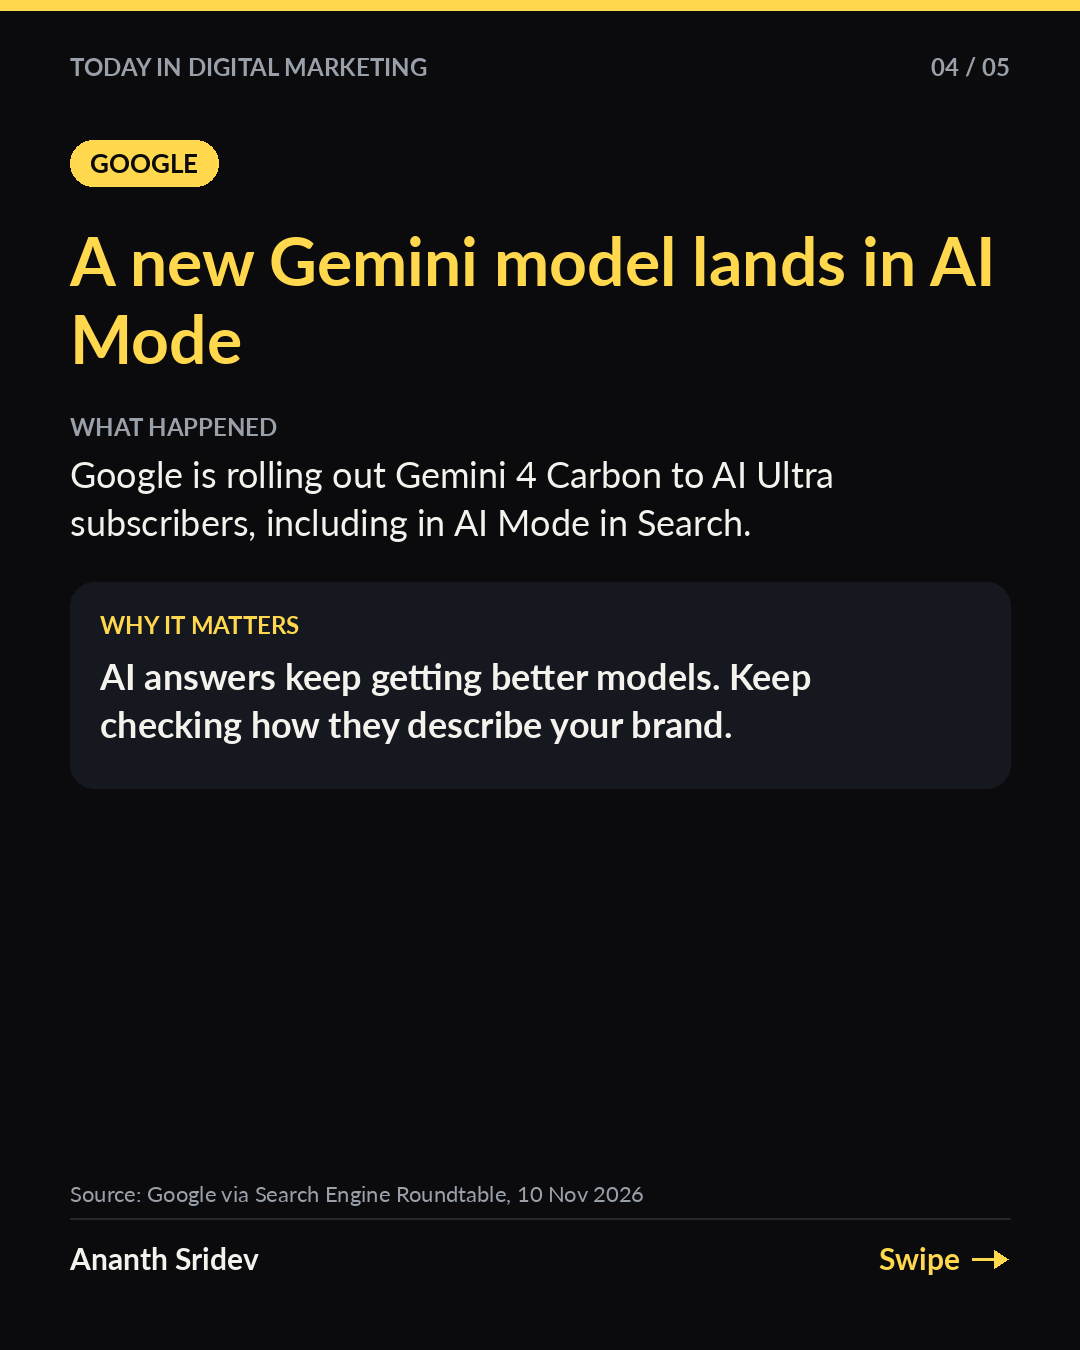 TODAY IN DIGITAL MARKETING
04 / 05
GOOGLE
A new Gemini model lands in AI
Mode
WHAT HAPPENED
Google is rolling out Gemini 4 Carbon to AI Ultra
subscribers, including in AI Mode in Search.
WHY IT MATTERS
AI answers keep getting better models. Keep
checking how they describe your brand.
Source: Google via Search Engine Roundtable, 10 Nov 2026
Ananth Sridev
Swipe →